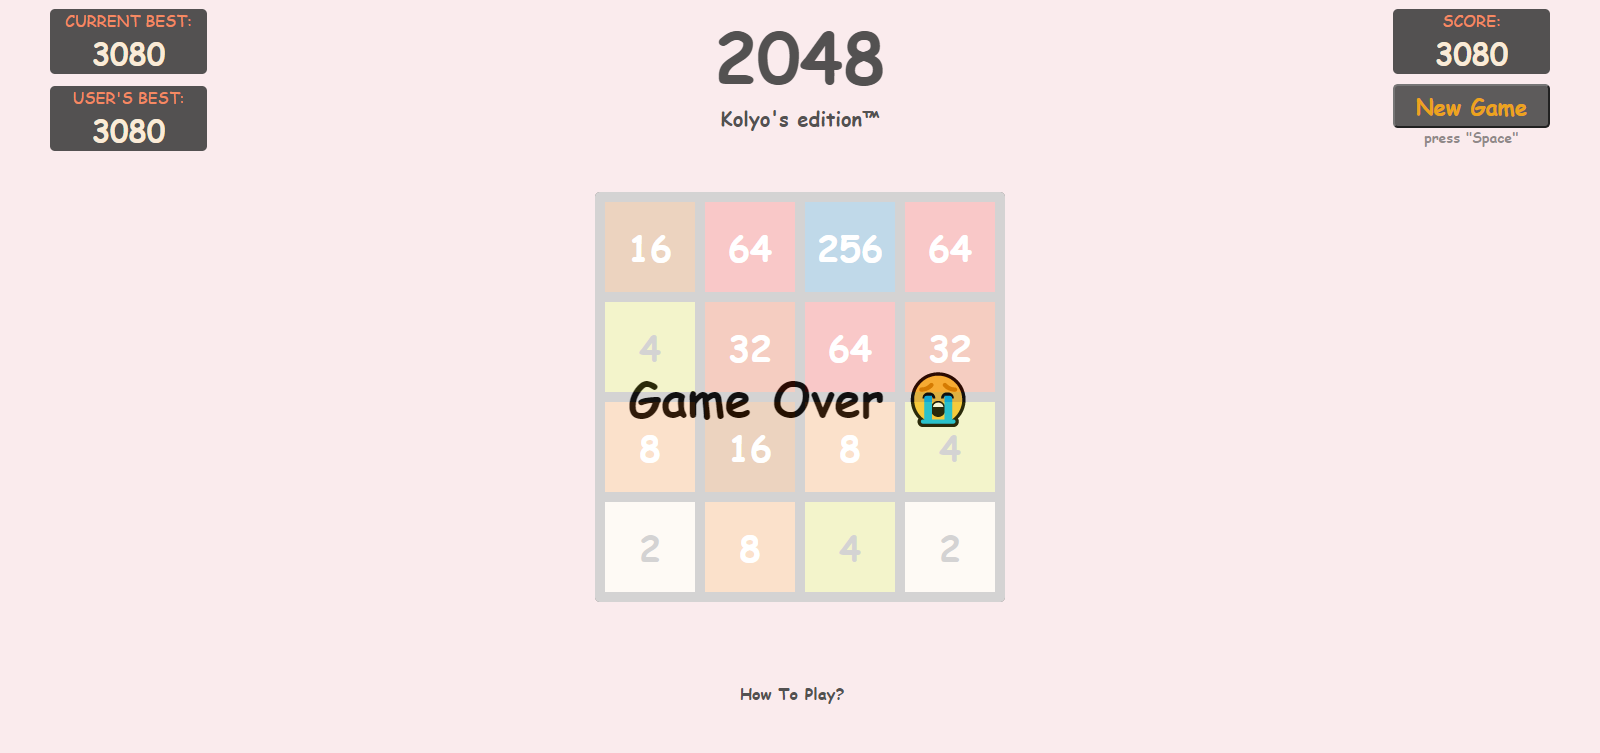 CURRENT BEST:
3080
USER'S BEST:
3080
2048
Kolyo's edition™
SCORE:
3080
New Game
press "Space"
16 64 256 64
4 32 64 32
Game Over
8 16 8 4
2 8 4 2
How To Play?